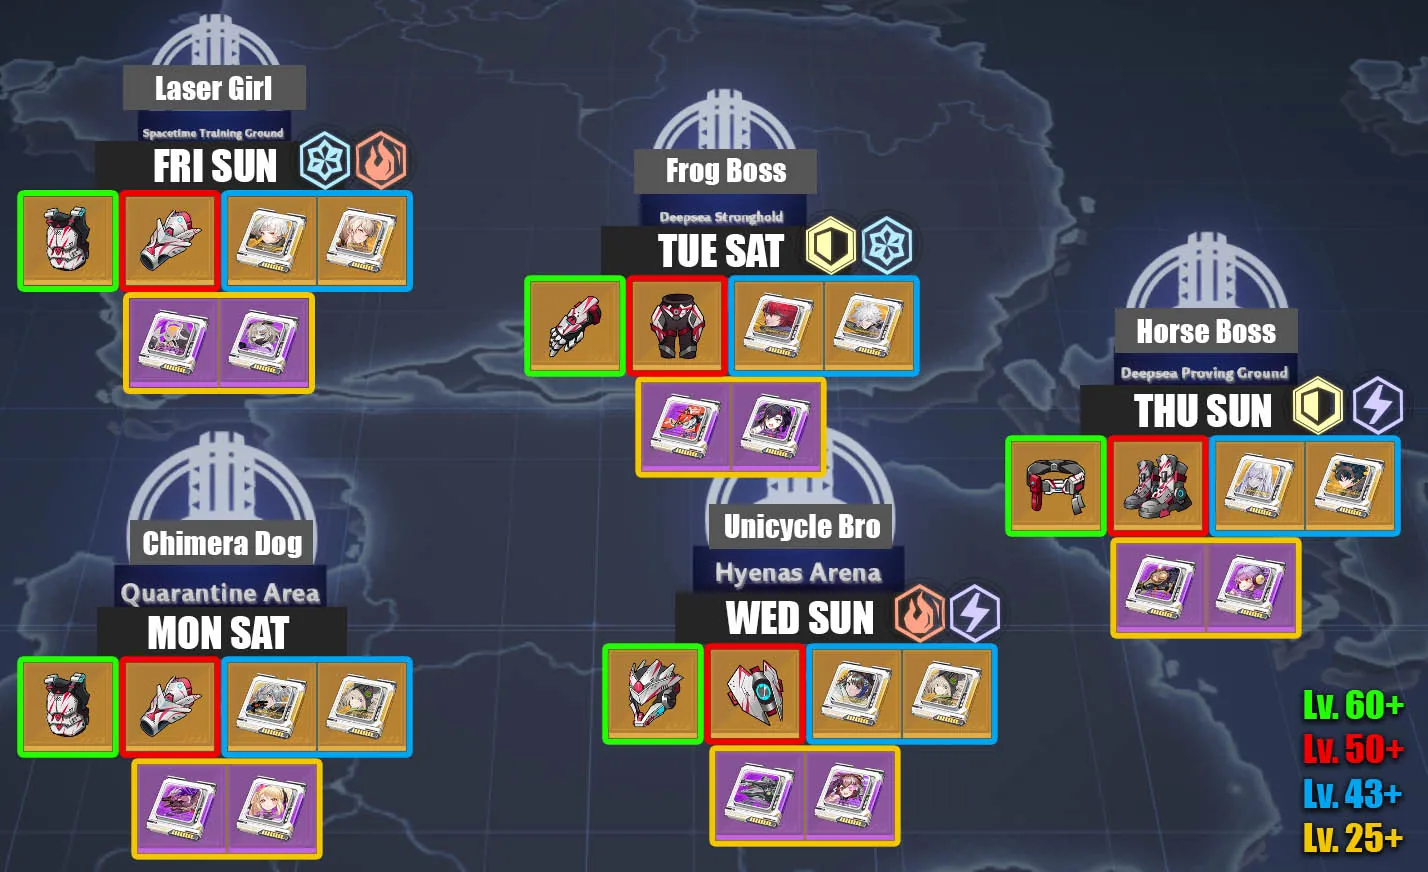 Laser Girl
Spacetime Training Ground
FRI SUN
Frog Boss
Deepsea Stronghold
TUE SAT
Horse Boss
Deepsea Proving Ground
THU SUN
Chimera Dog
Quarantine Area
MON SAT
Unicycle Bro
Hyenas Arena
WED SUN
Lv. 60+
Lv. 50+
Lv. 43+
Lv. 25+